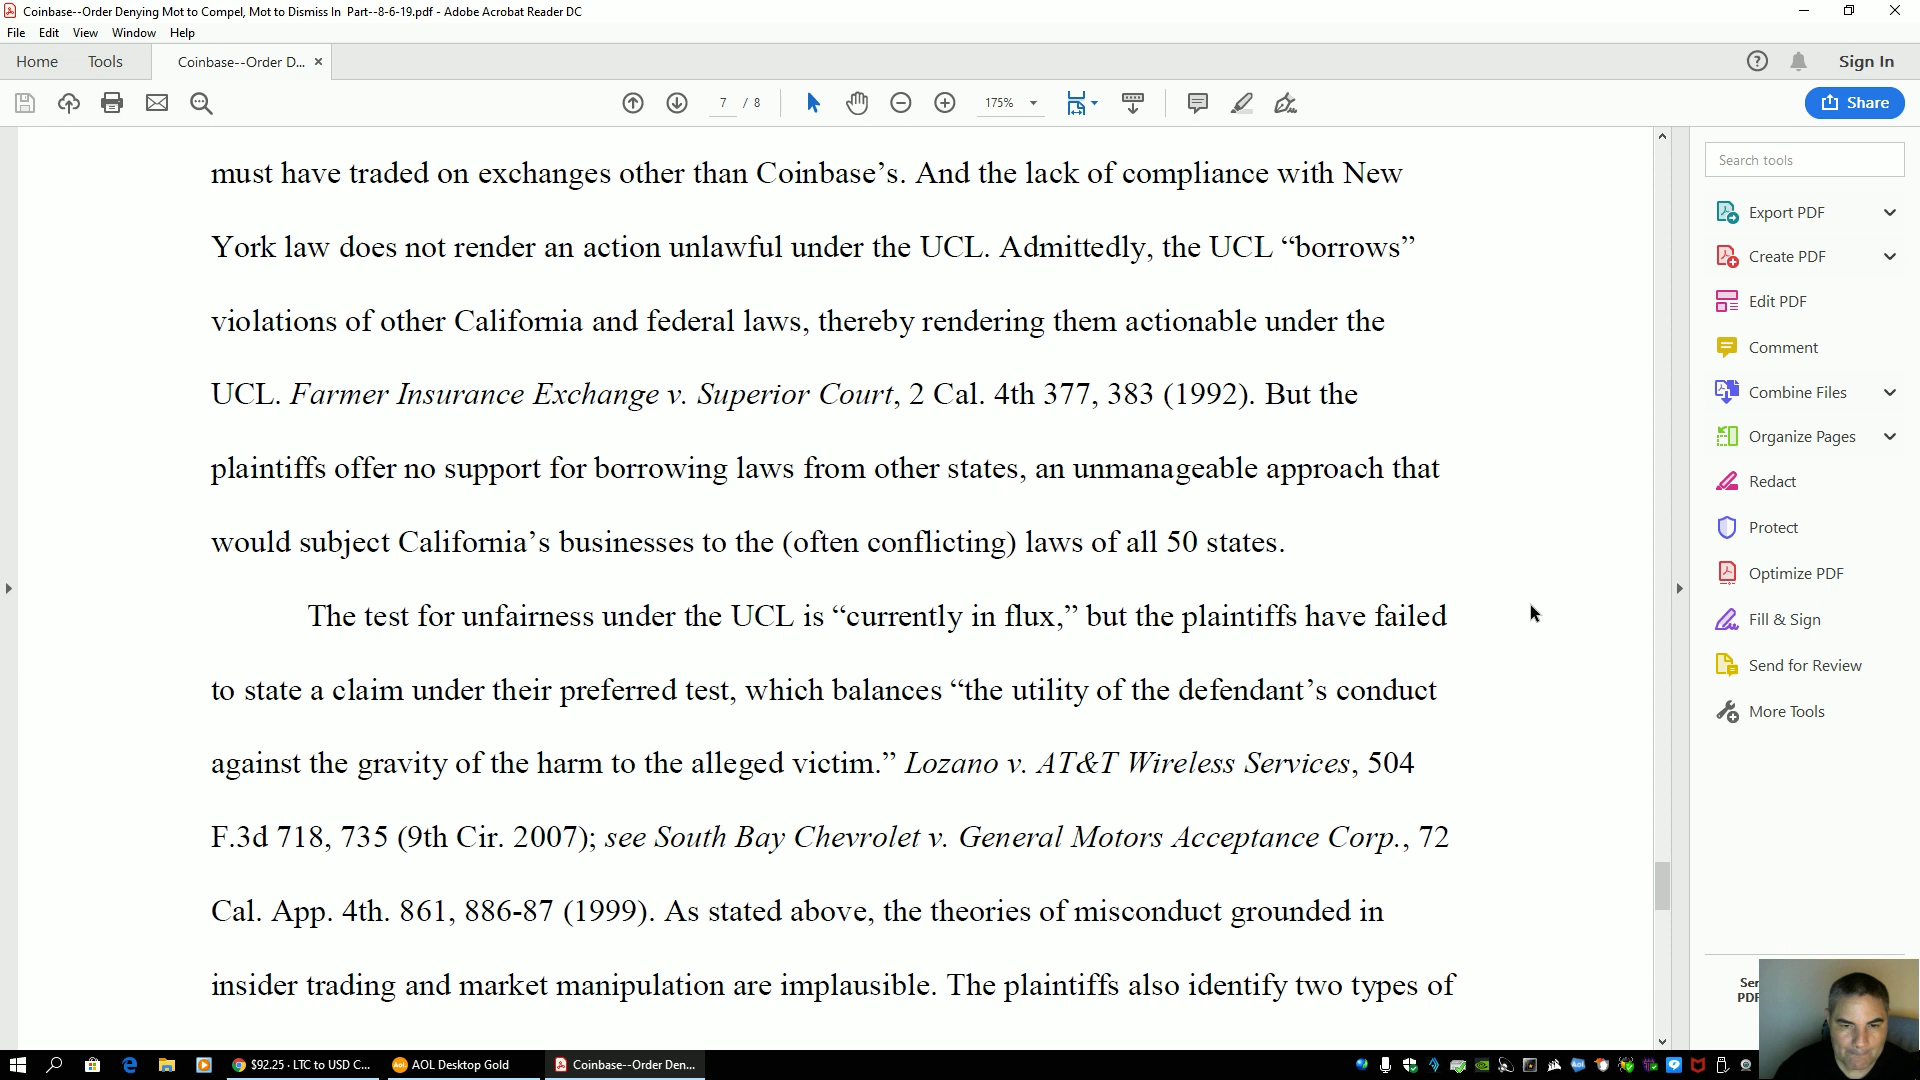 Coinbase--Order Denying Mot to Compel, Mot to Dismiss In Part--8-6-19.pdf - Adobe Acrobat Reader DC
File Edit View Window Help
Home Tools Coinbase--Order D... × Sign In
7 / 8 175% Share
must have traded on exchanges other than Coinbase’s. And the lack of compliance with New
York law does not render an action unlawful under the UCL. Admittedly, the UCL “borrows”
violations of other California and federal laws, thereby rendering them actionable under the
UCL. Farmer Insurance Exchange v. Superior Court, 2 Cal. 4th 377, 383 (1992). But the
plaintiffs offer no support for borrowing laws from other states, an unmanageable approach that
would subject California’s businesses to the (often conflicting) laws of all 50 states.
The test for unfairness under the UCL is “currently in flux,” but the plaintiffs have failed
to state a claim under their preferred test, which balances “the utility of the defendant’s conduct
against the gravity of the harm to the alleged victim.” Lozano v. AT&T Wireless Services, 504
F.3d 718, 735 (9th Cir. 2007); see South Bay Chevrolet v. General Motors Acceptance Corp., 72
Cal. App. 4th. 861, 886-87 (1999). As stated above, the theories of misconduct grounded in
insider trading and market manipulation are implausible. The plaintiffs also identify two types of
Search tools
Export PDF
Create PDF
Edit PDF
Comment
Combine Files
Organize Pages
Redact
Protect
Optimize PDF
Fill & Sign
Send for Review
More Tools
$92.25 · LTC to USD C... AOL Desktop Gold Coinbase--Order Den...